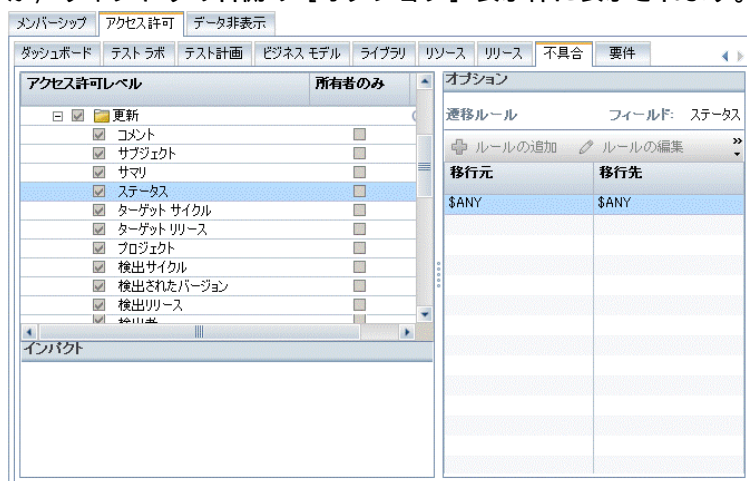 メンバーシップ アクセス許可 データ非表示
ダッシュボード テスト ラボ テスト計画 ビジネス モデル ライブラリ リソース リリース 不具合 要件
アクセス許可レベル 所有者のみ
更新
コメント
サブジェクト
サマリ
ステータス
ターゲット サイクル
ターゲット リリース
プロジェクト
検出サイクル
検出されたバージョン
検出リリース
インパクト
オプション
遷移ルール フィールド: ステータス
ルールの追加 ルールの編集
移行元 移行先
$ANY $ANY